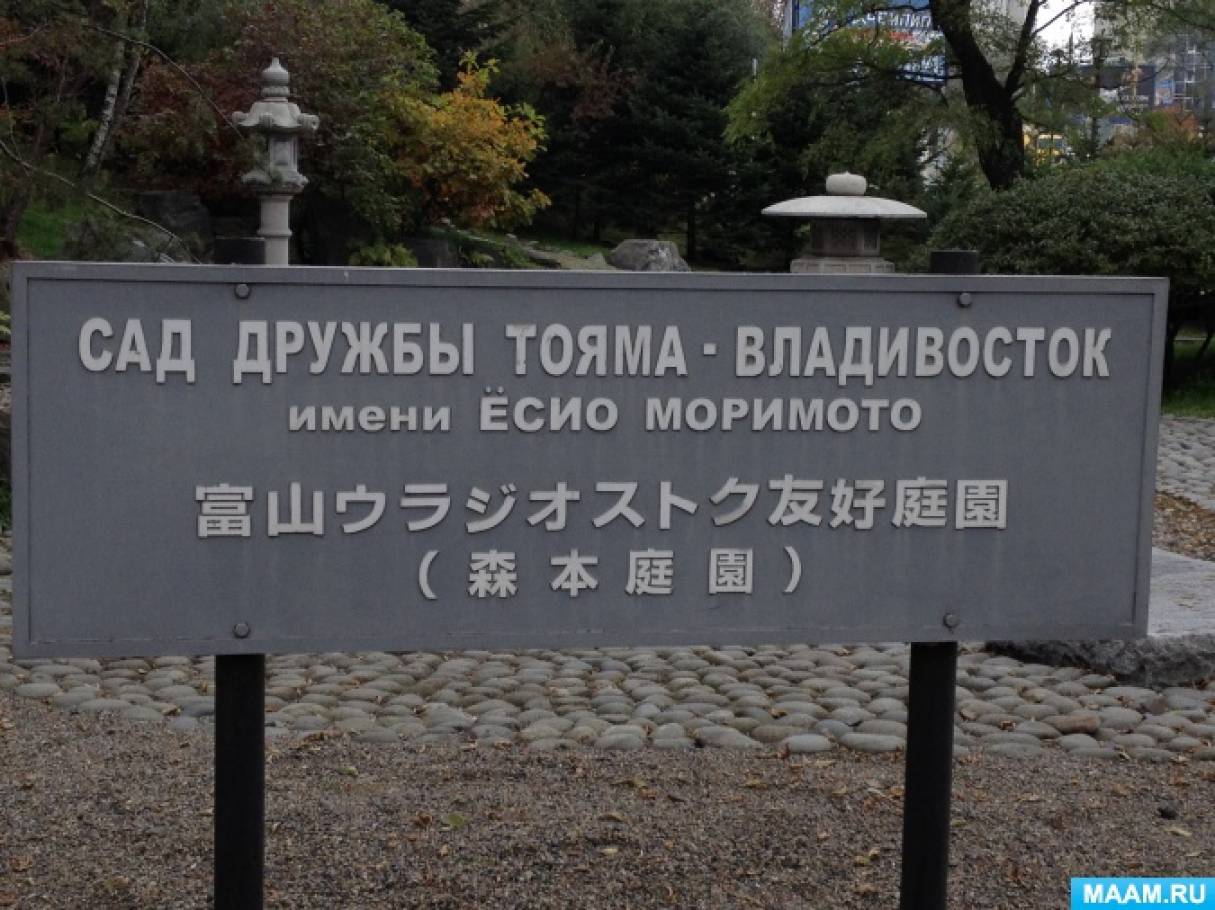 САД ДРУЖБЫ ТОЯМА - ВЛАДИВОСТОК
имени ЁСИО МОРИМОТО
富山ウラジオストク友好庭園
(森本庭園)
MAAM.RU